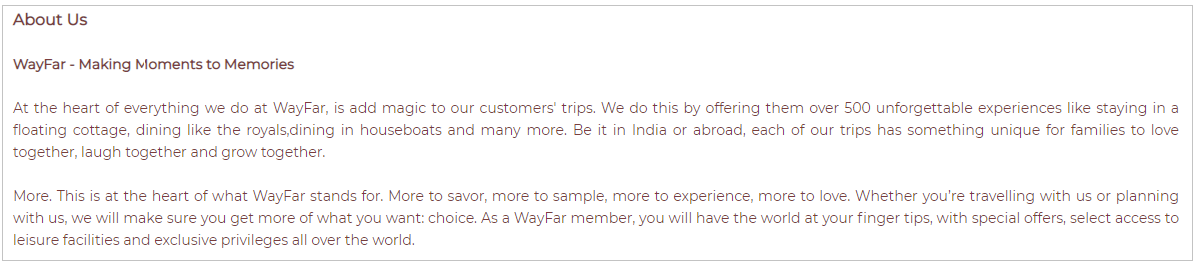 About Us
WayFar - Making Moments to Memories
At the heart of everything we do at WayFar, is add magic to our customers' trips. We do this by offering them over 500 unforgettable experiences like staying in a
floating cottage, dining like the royals,dining in houseboats and many more. Be it in India or abroad, each of our trips has something unique for families to love
together, laugh together and grow together.
More. This is at the heart of what WayFar stands for. More to savor, more to sample, more to experience, more to love. Whether you're travelling with us or planning
with us, we will make sure you get more of what you want: choice. As a WayFar member, you will have the world at your finger tips, with special offers, select access to
leisure facilities and exclusive privileges all over the world.